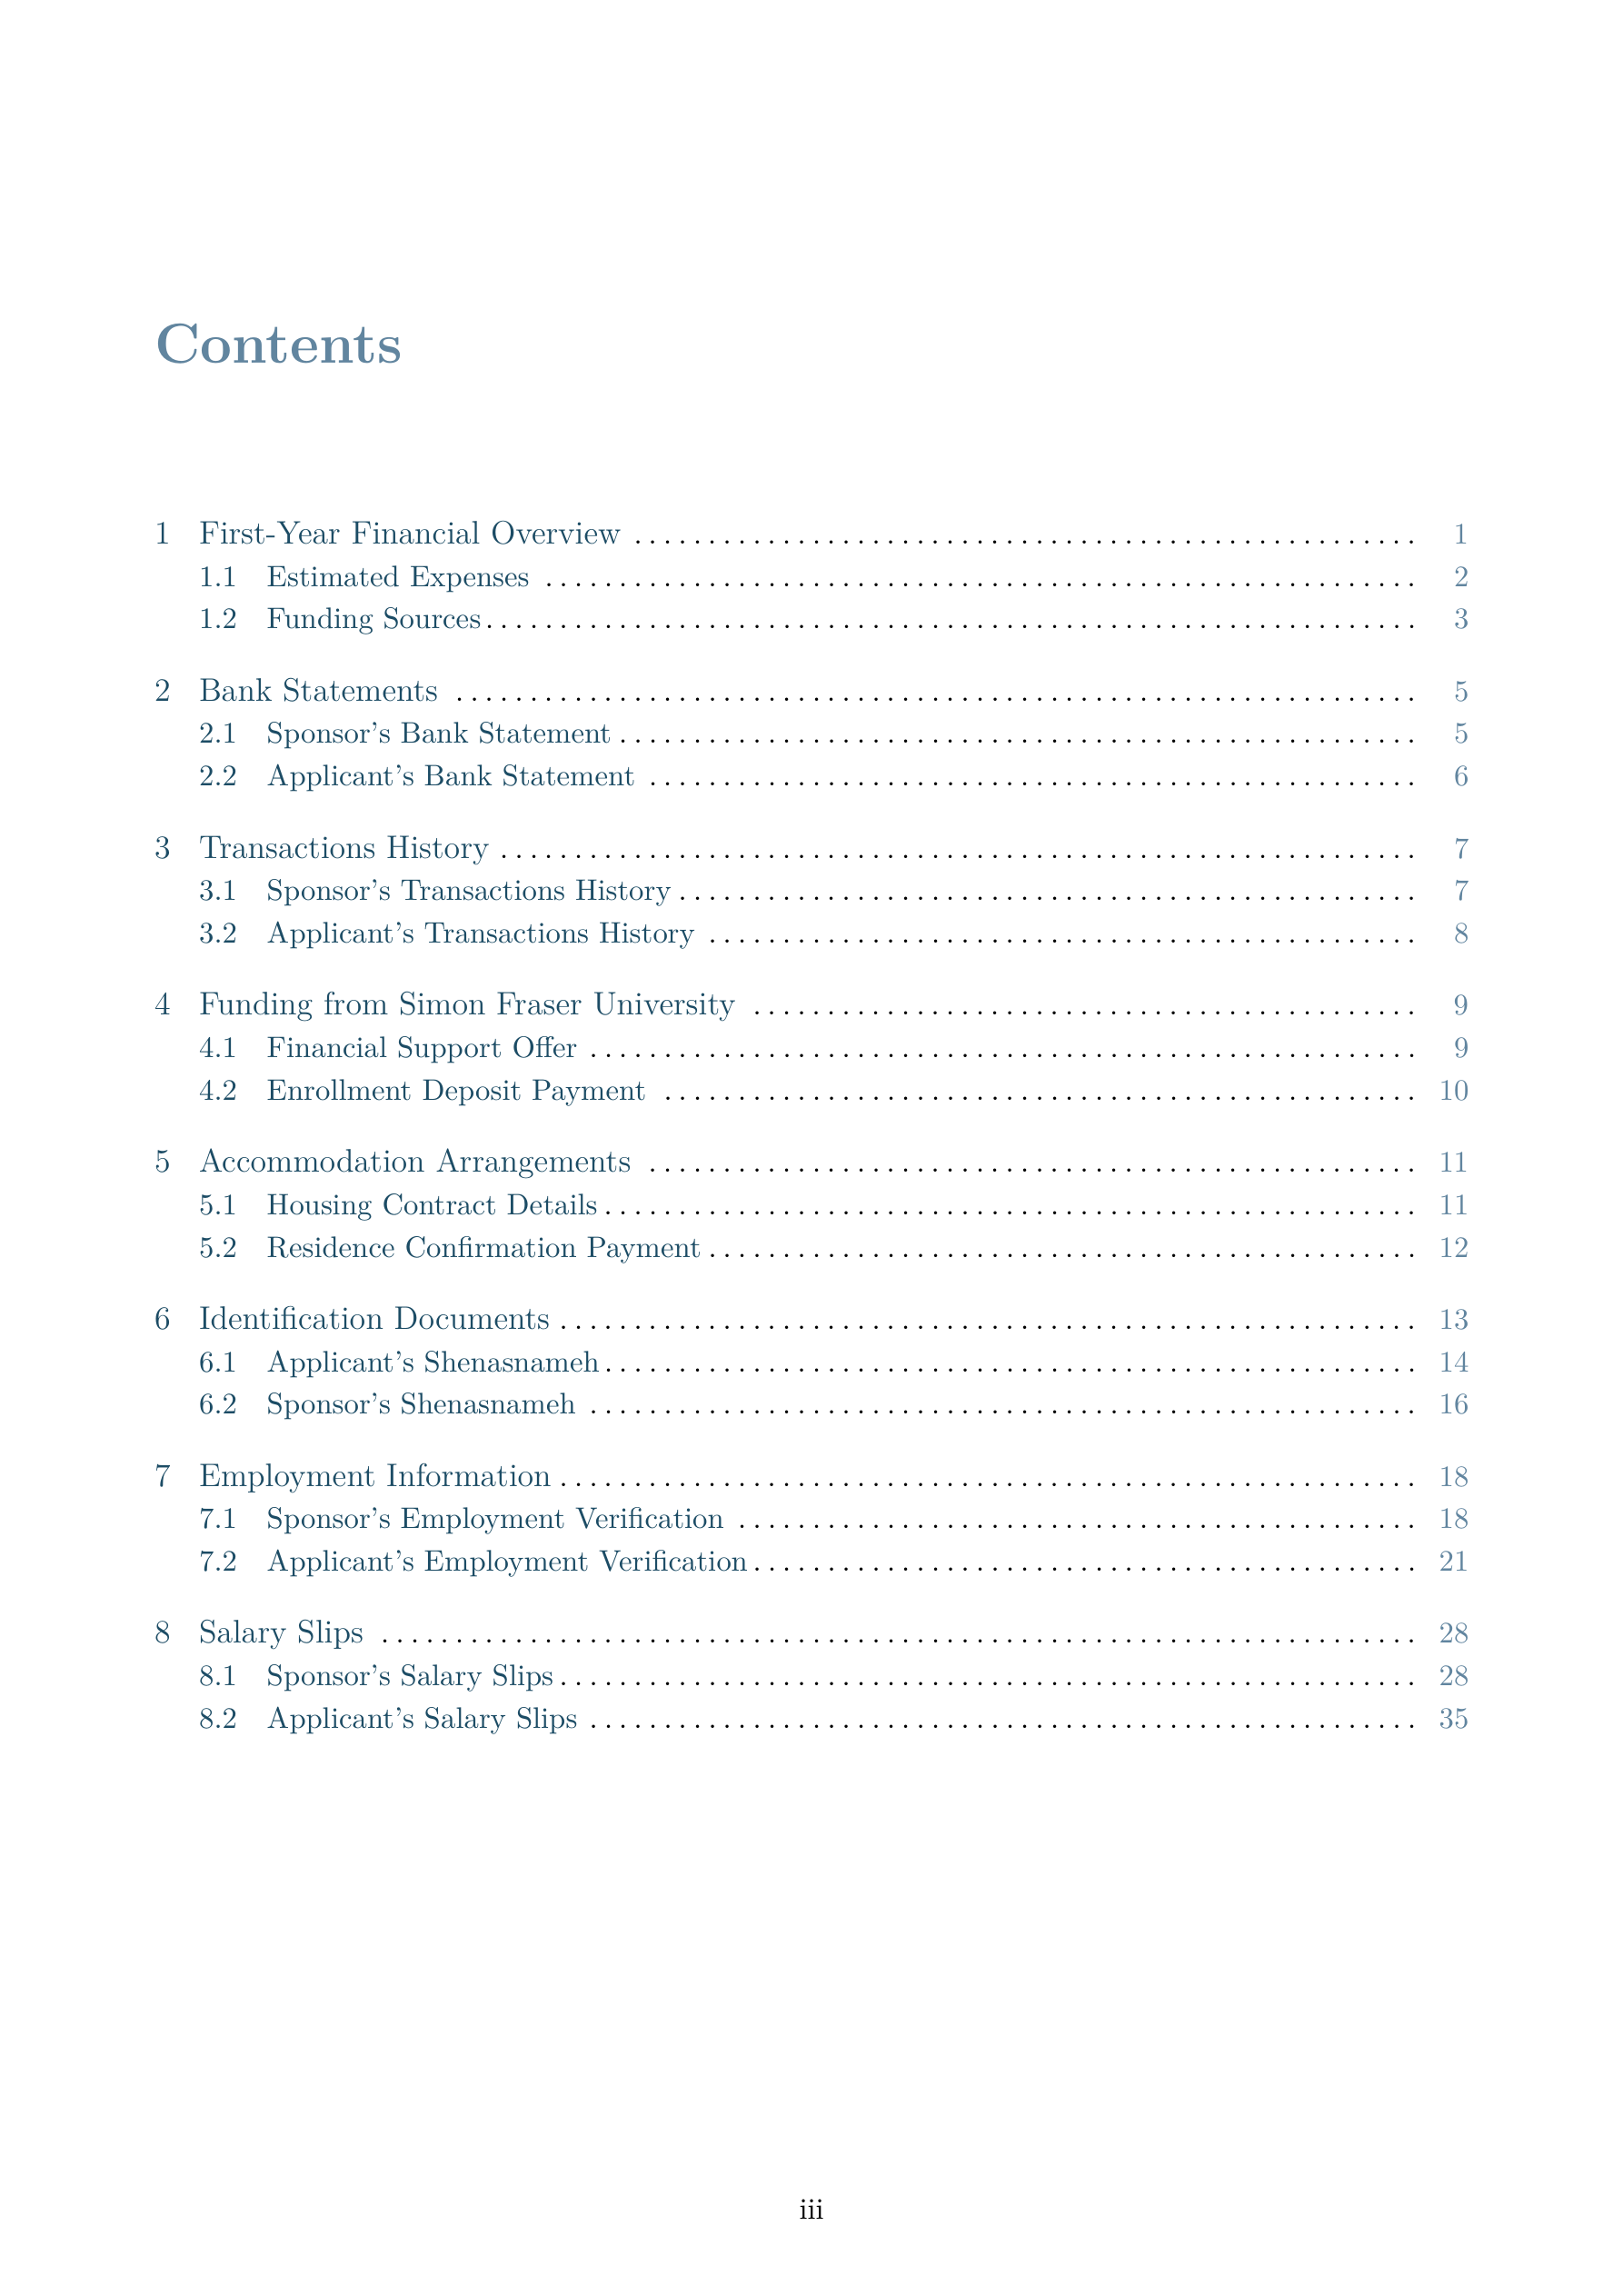 Contents
1 First-Year Financial Overview 1
1.1 Estimated Expenses 2
1.2 Funding Sources 3
2 Bank Statements 5
2.1 Sponsor's Bank Statement 5
2.2 Applicant's Bank Statement 6
3 Transactions History 7
3.1 Sponsor's Transactions History 7
3.2 Applicant's Transactions History 8
4 Funding from Simon Fraser University 9
4.1 Financial Support Offer 9
4.2 Enrollment Deposit Payment 10
5 Accommodation Arrangements 11
5.1 Housing Contract Details 11
5.2 Residence Confirmation Payment 12
6 Identification Documents 13
6.1 Applicant's Shenasnameh 14
6.2 Sponsor's Shenasnameh 16
7 Employment Information 18
7.1 Sponsor's Employment Verification 18
7.2 Applicant's Employment Verification 21
8 Salary Slips 28
8.1 Sponsor's Salary Slips 28
8.2 Applicant's Salary Slips 35
iii